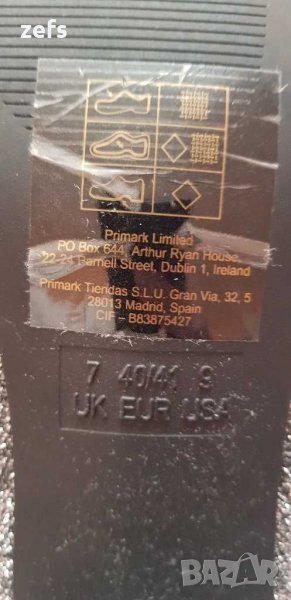 zefs
Primark Limited
PO Box 644, Arthur Ryan House,
22-24 Parnell Street, Dublin 1, Ireland
Primark Tiendas S.L.U. Gran Via, 32, 5
28013 Madrid, Spain
CIF – B83875427
7 40/41 9
UK EUR USA
BAZAR